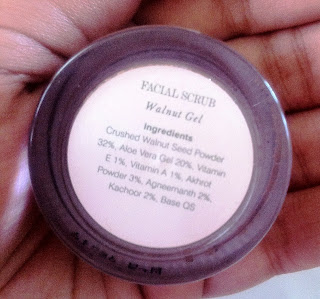 FACIAL SCRUB
Walnut Gel
Ingredients
Crushed Walnut Seed Powder
32%, Aloe Vera Gel 20%, Vitamin
E 1%, Vitamin A 1%, Akhrot
Powder 3%, Agneemanth 2%,
Kachoor 2%, Base QS